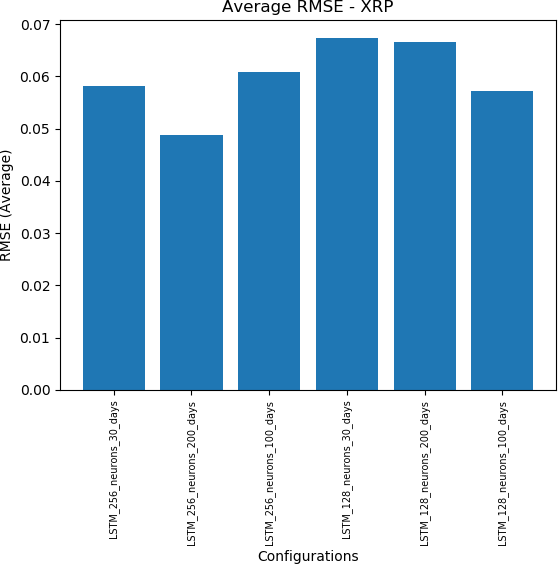 Average RMSE - XRP
RMSE (Average)
0.07
0.06
0.05
0.04
0.03
0.02
0.01
0.00
LSTM_256_neurons_30_days
LSTM_256_neurons_200_days
LSTM_256_neurons_100_days
LSTM_128_neurons_30_days
LSTM_128_neurons_200_days
LSTM_128_neurons_100_days
Configurations